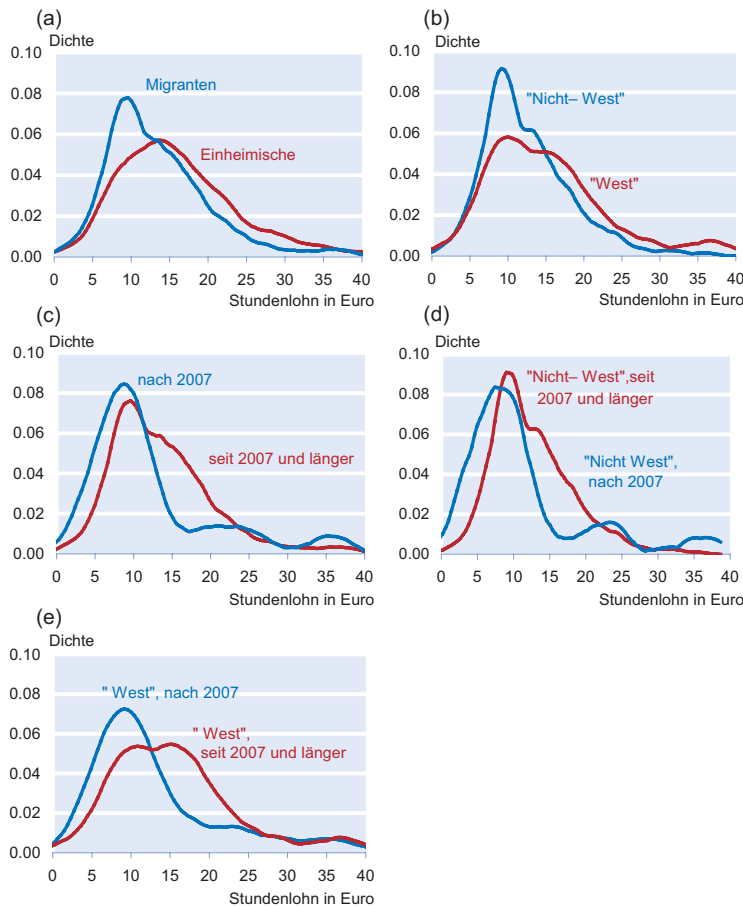 (a)
Dichte
0.10
0.08
0.06
0.04
0.02
0.00
Migranten
Einheimische
0 5 10 15 20 25 30 35 40
Stundenlohn in Euro
(b)
Dichte
0.10
0.08
0.06
0.04
0.02
0.00
"Nicht– West"
"West"
0 5 10 15 20 25 30 35 40
Stundenlohn in Euro
(c)
Dichte
0.10
0.08
0.06
0.04
0.02
0.00
nach 2007
seit 2007 und länger
0 5 10 15 20 25 30 35 40
Stundenlohn in Euro
(d)
Dichte
0.10
0.08
0.06
0.04
0.02
0.00
"Nicht– West",seit
2007 und länger
"Nicht West",
nach 2007
0 5 10 15 20 25 30 35 40
Stundenlohn in Euro
(e)
Dichte
0.10
0.08
0.06
0.04
0.02
0.00
" West", nach 2007
" West",
seit 2007 und länger
0 5 10 15 20 25 30 35 40
Stundenlohn in Euro